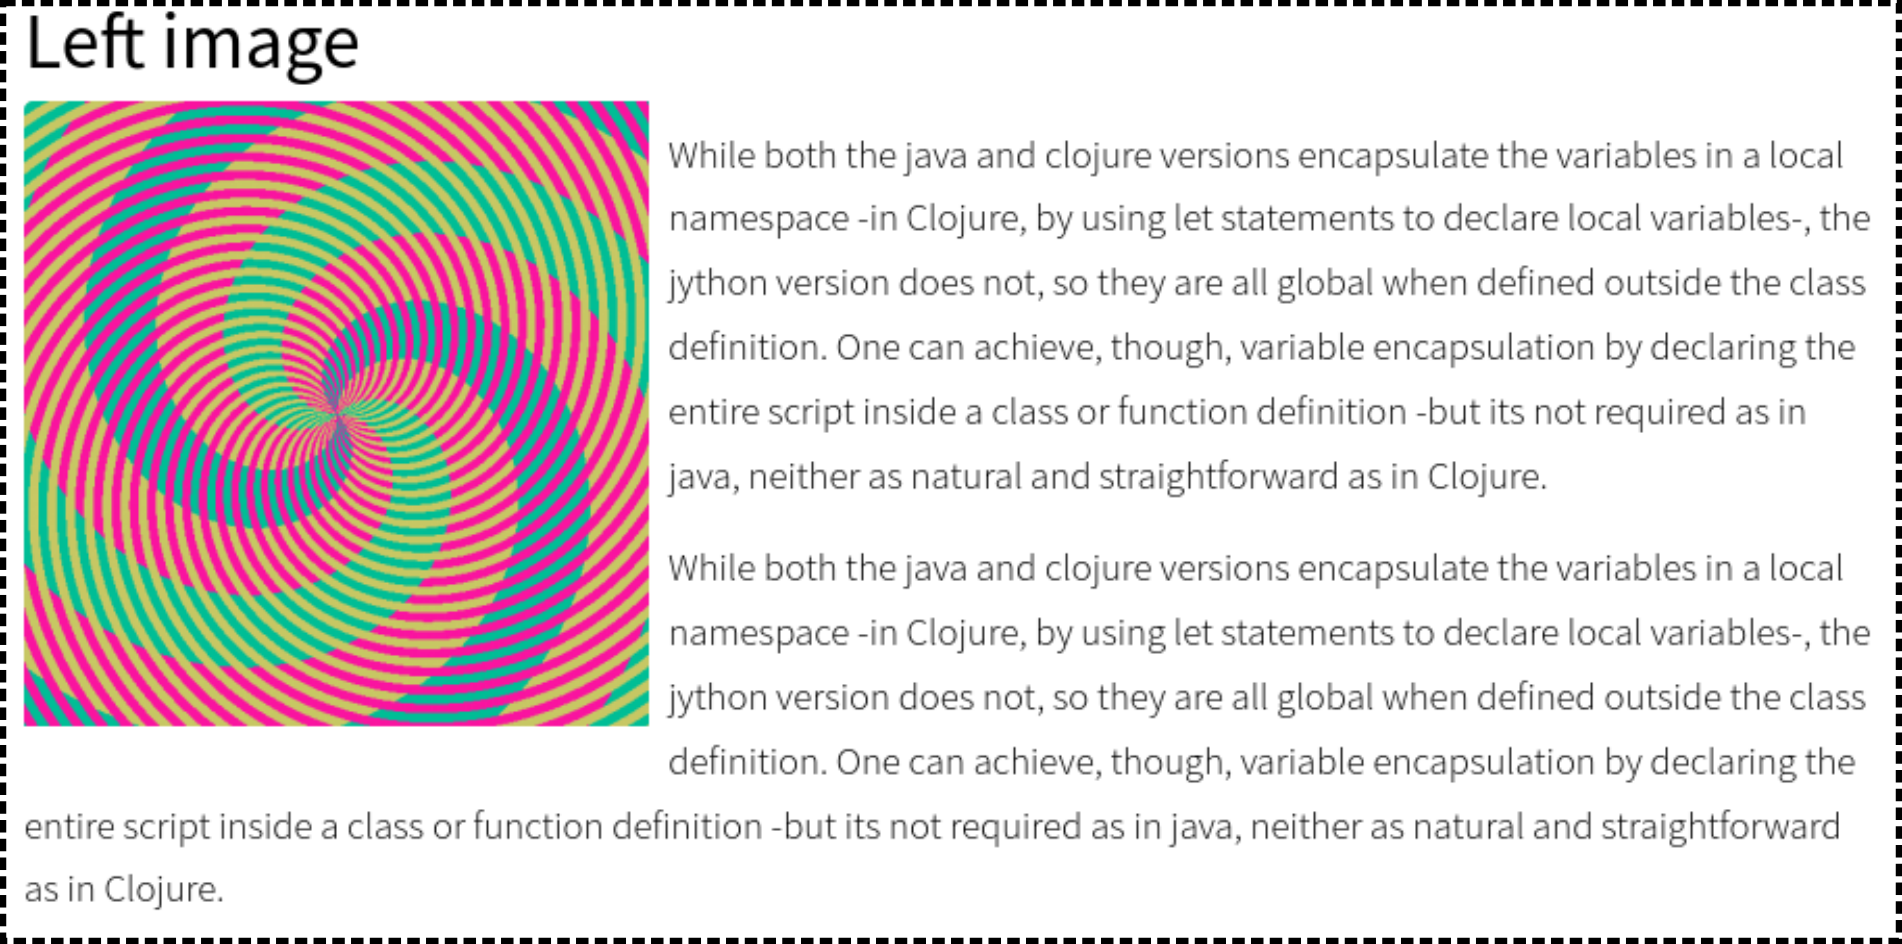 Left image
While both the java and clojure versions encapsulate the variables in a local
namespace -in Clojure, by using let statements to declare local variables-, the
jython version does not, so they are all global when defined outside the class
definition. One can achieve, though, variable encapsulation by declaring the
entire script inside a class or function definition -but its not required as in
java, neither as natural and straightforward as in Clojure.
While both the java and clojure versions encapsulate the variables in a local
namespace -in Clojure, by using let statements to declare local variables-, the
jython version does not, so they are all global when defined outside the class
definition. One can achieve, though, variable encapsulation by declaring the
entire script inside a class or function definition -but its not required as in java, neither as natural and straightforward
as in Clojure.